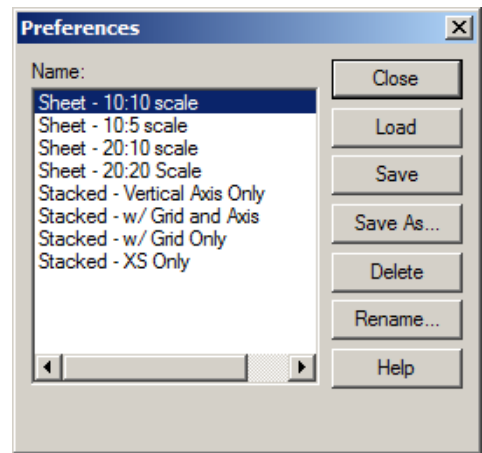 Preferences
Name:
Sheet - 10:10 scale
Sheet - 10:5 scale
Sheet - 20:10 scale
Sheet - 20:20 Scale
Stacked - Vertical Axis Only
Stacked - w/ Grid and Axis
Stacked - w/ Grid Only
Stacked - XS Only
Close
Load
Save
Save As...
Delete
Rename...
Help